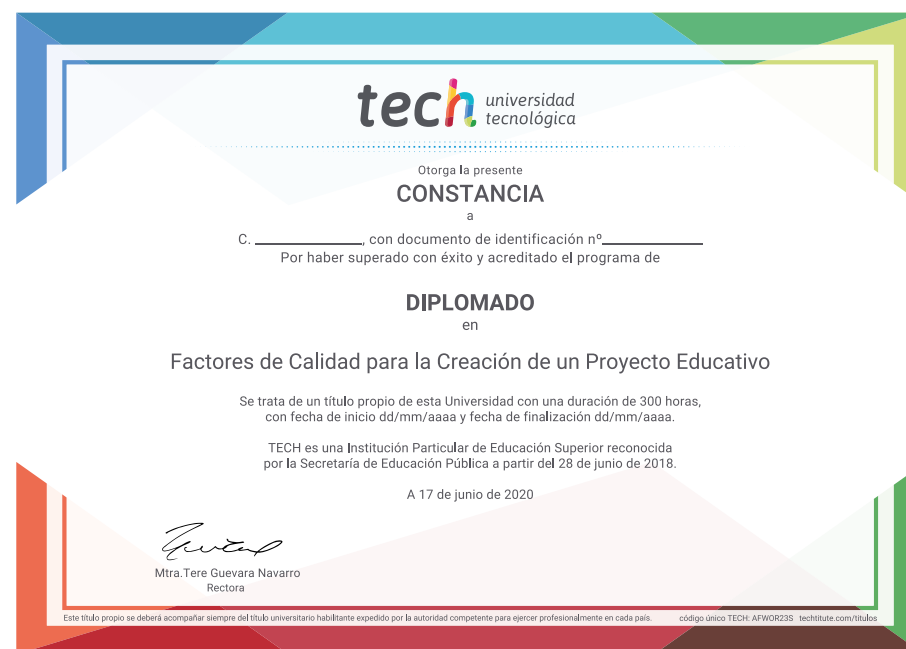 tech universidad
tecnológica
Otorga la presente
CONSTANCIA
a
C. ____________, con documento de identificación nº____________
Por haber superado con éxito y acreditado el programa de
DIPLOMADO
en
Factores de Calidad para la Creación de un Proyecto Educativo
Se trata de un título propio de esta Universidad con una duración de 300 horas,
con fecha de inicio dd/mm/aaaa y fecha de finalización dd/mm/aaaa.
TECH es una Institución Particular de Educación Superior reconocida
por la Secretaría de Educación Pública a partir del 28 de junio de 2018.
A 17 de junio de 2020
Mtra.Tere Guevara Navarro
Rectora
Este título propio se deberá acompañar siempre del título universitario habilitante expedido por la autoridad competente para ejercer profesionalmente en cada país. código único TECH: AFWOR23S techtitute.com/titulos